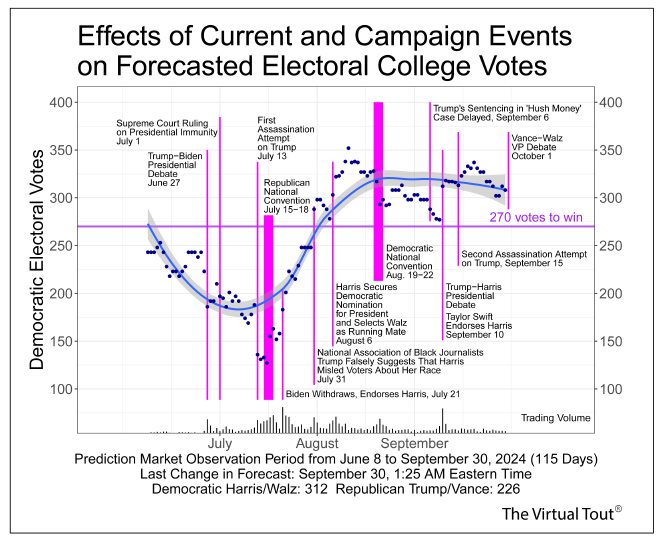 Effects of Current and Campaign Events
on Forecasted Electoral College Votes
Democratic Electoral Votes
400
350
300
250
200
150
100
400
350
300
250
200
150
100
Supreme Court Ruling
on Presidential Immunity
July 1
Trump−Biden
Presidential
Debate
June 27
First
Assassination
Attempt
on Trump
July 13
Republican
National
Convention
July 15−18
Trump's Sentencing in 'Hush Money'
Case Delayed, September 6
Vance−Walz
VP Debate
October 1
270 votes to win
Democratic
National
Convention
Aug. 19−22
Second Assassination Attempt
on Trump, September 15
Harris Secures
Democratic
Nomination
for President
and Selects Walz
as Running Mate
August 6
Trump−Harris
Presidential
Debate
Taylor Swift
Endorses Harris
September 10
National Association of Black Journalists
Trump Falsely Suggests That Harris
Misled Voters About Her Race
July 31
Biden Withdraws, Endorses Harris, July 21
Trading Volume
July
August
September
Prediction Market Observation Period from June 8 to September 30, 2024 (115 Days)
Last Change in Forecast: September 30, 1:25 AM Eastern Time
Democratic Harris/Walz: 312 Republican Trump/Vance: 226
The Virtual Tout®